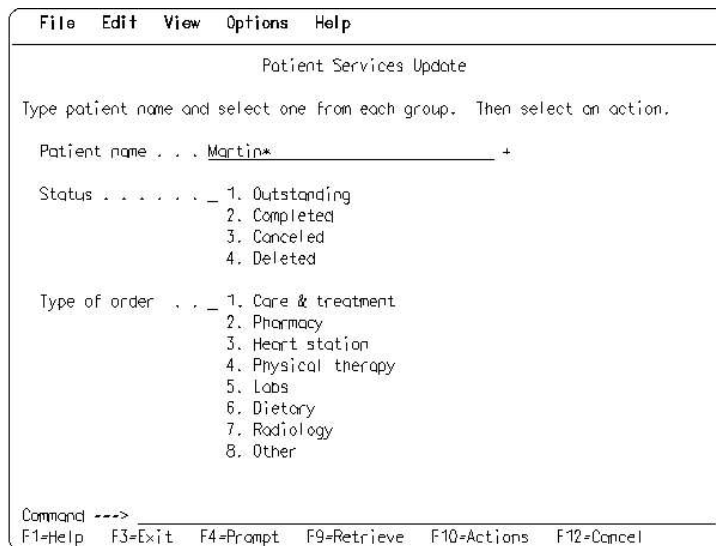 File Edit View Options Help
Patient Services Update
Type patient name and select one from each group. Then select an action.
Patient name . . . Martin* +
Status . . . . . . _ 1. Outstanding
2. Completed
3. Canceled
4. Deleted
Type of order . . _ 1. Care & treatment
2. Pharmacy
3. Heart station
4. Physical therapy
5. Labs
6. Dietary
7. Radiology
8. Other
Command ---> 
F1=Help F3=Exit F4=Prompt F9=Retrieve F10=Actions F12=Cancel